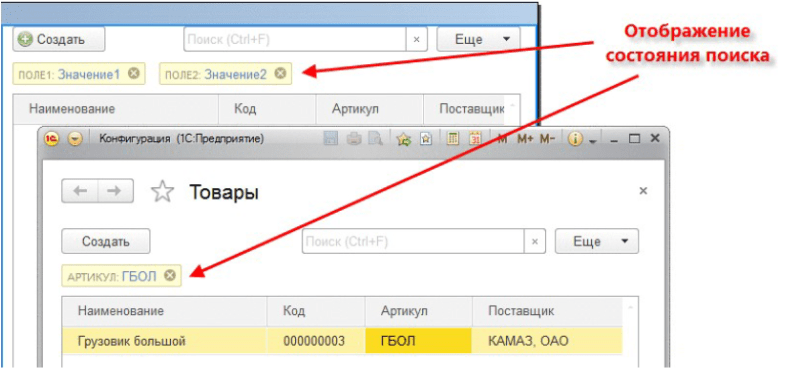 Создать Поиск (Ctrl+F) × Еще
Отображение
состояния поиска
ПОЛЕ1: Значение1 ПОЛЕ2: Значение2
Наименование Код Артикул Поставщик
1С Конфигурация (1С:Предприятие) 31 M M+ M-
Товары
Создать Поиск (Ctrl+F) × Еще
АРТИКУЛ: ГБОЛ
Наименование Код Артикул Поставщик
Грузовик большой 000000003 ГБОЛ КАМАЗ, ОАО